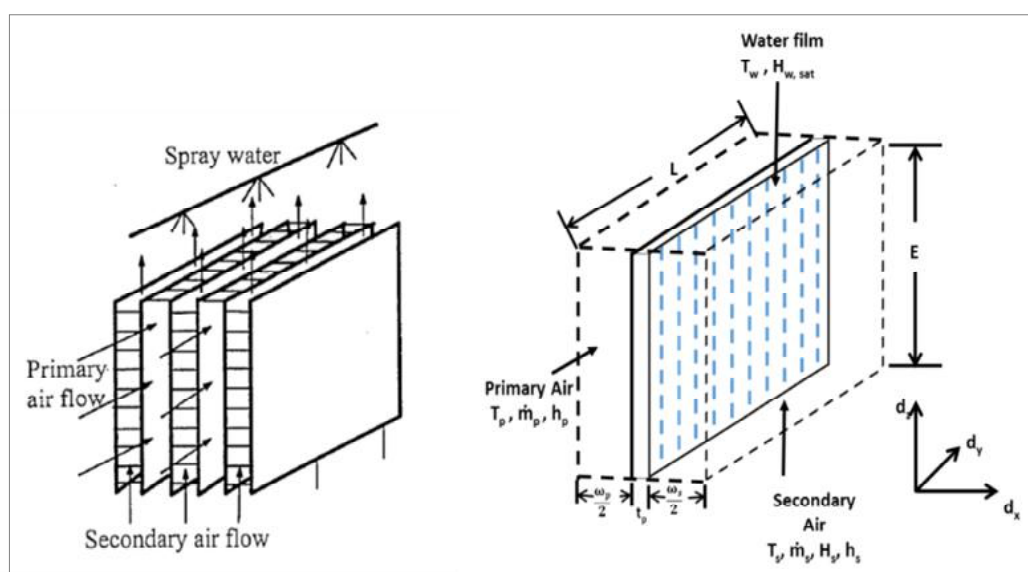 Spray water
Primary
air flow
Secondary air flow
Water film
T_w , H_{w, sat}
L
E
Primary Air
T_p , ṁ_p , h_p
ω_p/2
t_p
ω_s/2
Secondary
Air
T_s, ṁ_s, H_s, h_s
d_z
d_y
d_x